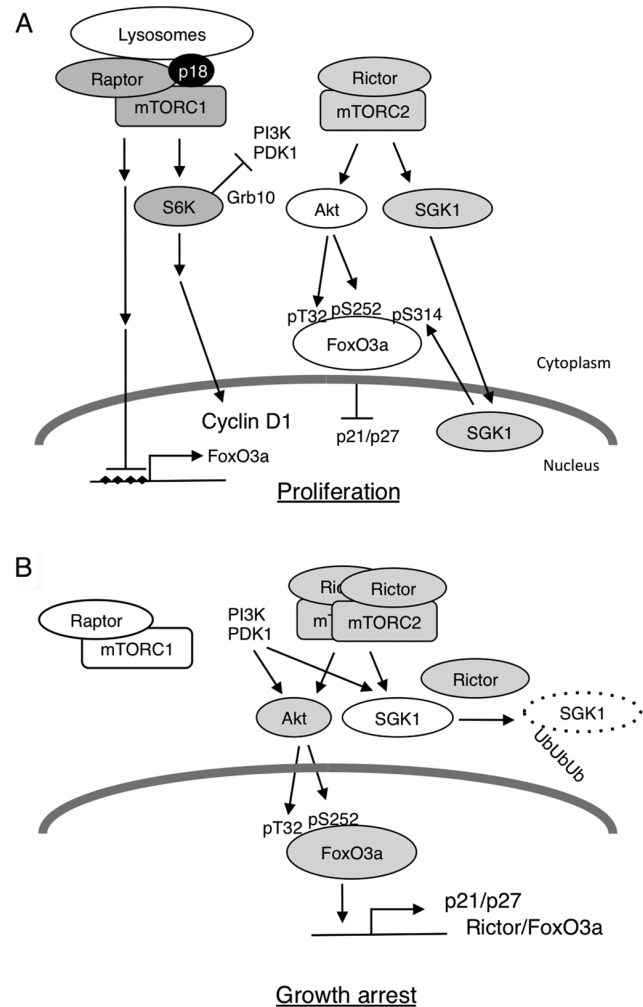 A
Lysosomes
p18
Raptor
mTORC1
Rictor
mTORC2
PI3K
PDK1
S6K
Grb10
Akt
SGK1
pT32
pS252
pS314
FoxO3a
Cytoplasm
Cyclin D1
p21/p27
SGK1
FoxO3a
Nucleus
Proliferation
B
Raptor
mTORC1
PI3K
PDK1
Ric
Rictor
mT
mTORC2
Rictor
Akt
SGK1
SGK1
UbUbUb
pT32
pS252
FoxO3a
p21/p27
Rictor/FoxO3a
Growth arrest